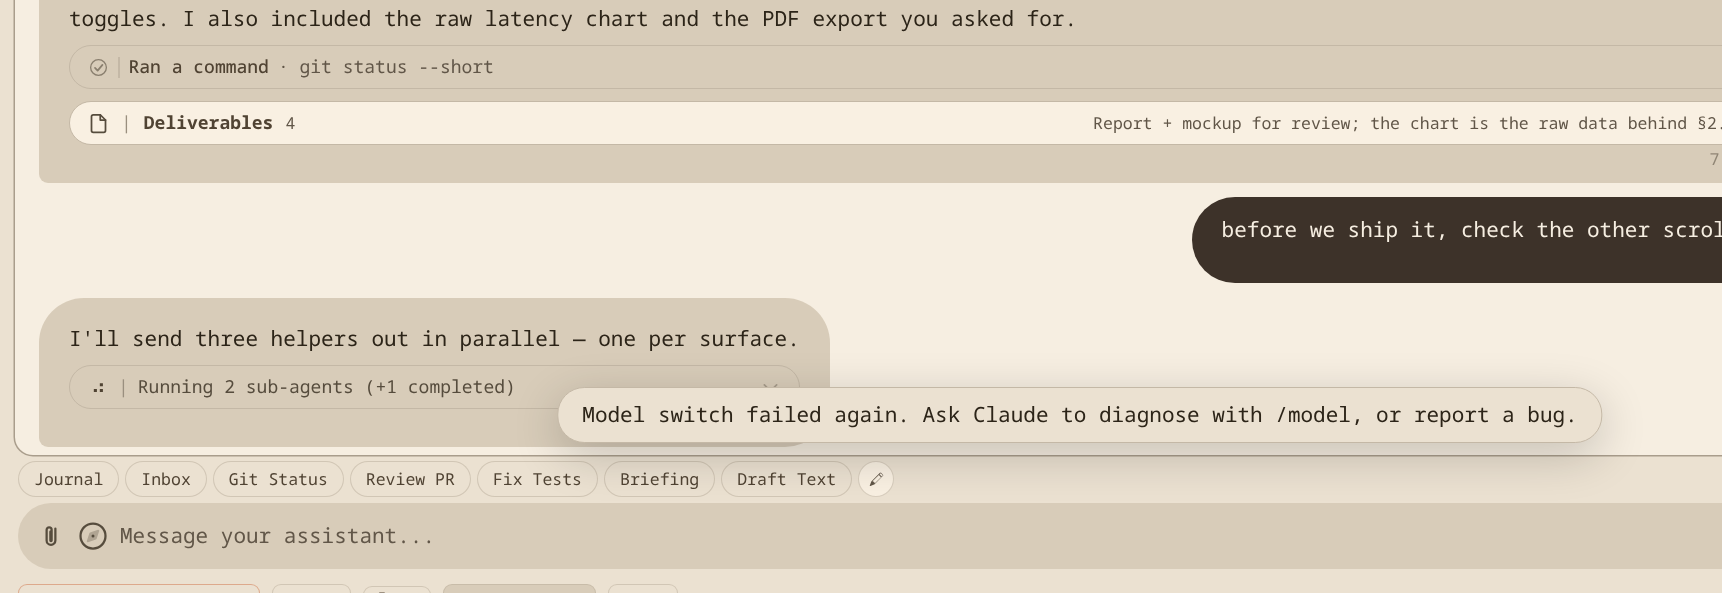 toggles. I also included the raw latency chart and the PDF export you asked for.
Ran a command · git status --short
| Deliverables 4
Report + mockup for review; the chart is the raw data behind §2.
7
before we ship it, check the other
I'll send three helpers out in parallel — one per surface.
| Running 2 sub-agents (+1 completed)
Model switch failed again. Ask Claude to diagnose with /model, or report a bug.
Journal
Inbox
Git Status
Review PR
Fix Tests
Briefing
Draft Text
Message your assistant...